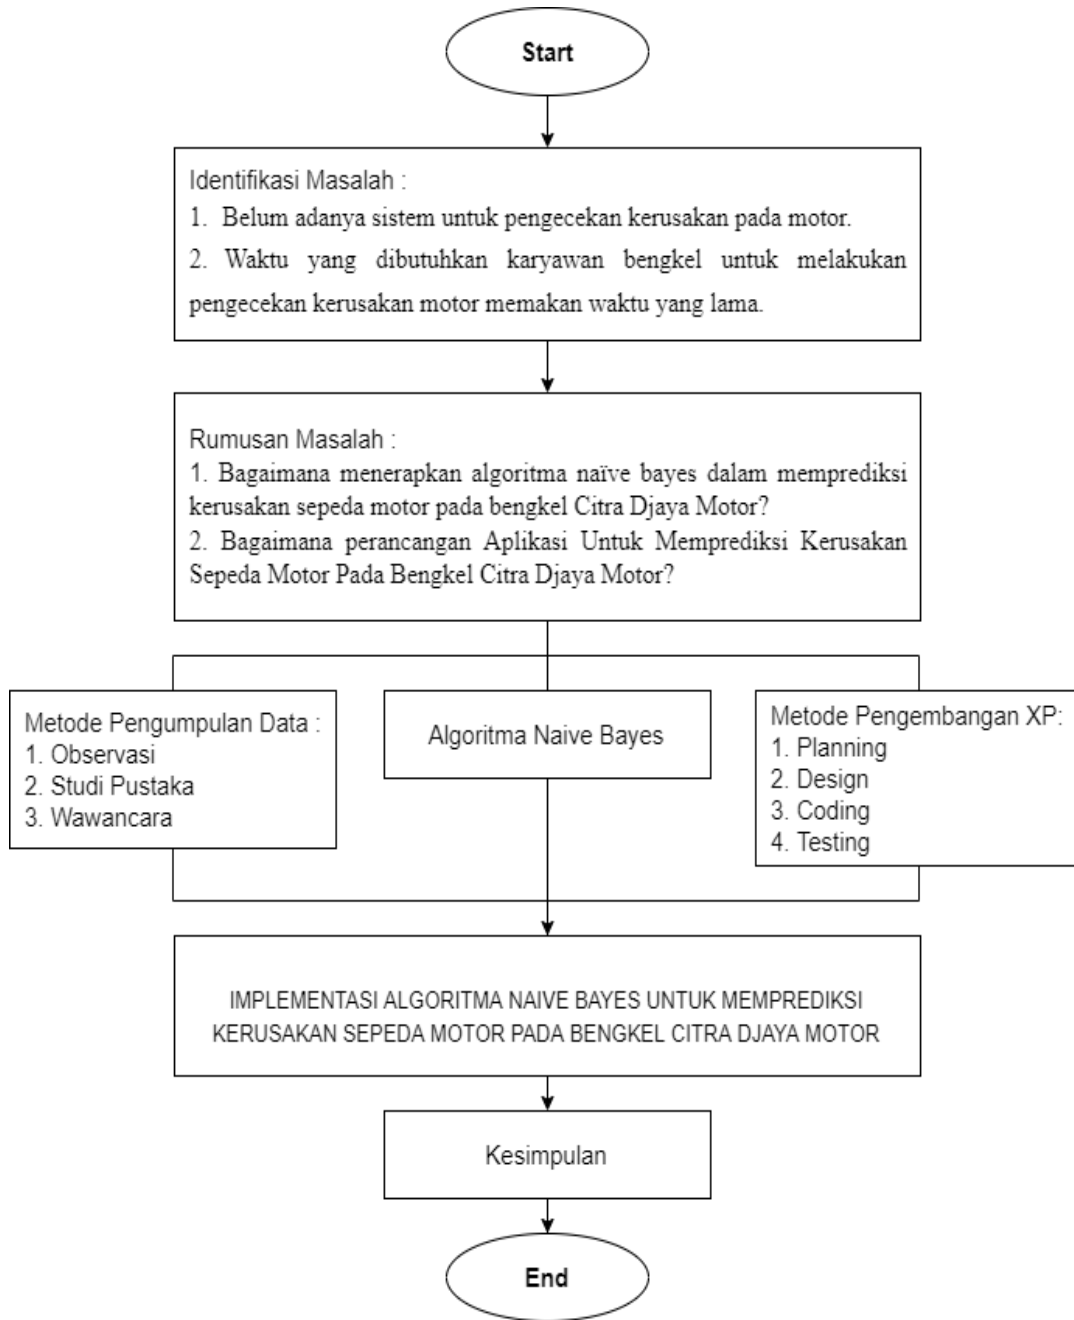 Start
Identifikasi Masalah :
1. Belum adanya sistem untuk pengecekan kerusakan pada motor.
2. Waktu yang dibutuhkan karyawan bengkel untuk melakukan
pengecekan kerusakan motor memakan waktu yang lama.
Rumusan Masalah :
1. Bagaimana menerapkan algoritma naïve bayes dalam memprediksi
kerusakan sepeda motor pada bengkel Citra Djaya Motor?
2. Bagaimana perancangan Aplikasi Untuk Memprediksi Kerusakan
Sepeda Motor Pada Bengkel Citra Djaya Motor?
Metode Pengumpulan Data :
1. Observasi
2. Studi Pustaka
3. Wawancara
Algoritma Naive Bayes
Metode Pengembangan XP:
1. Planning
2. Design
3. Coding
4. Testing
IMPLEMENTASI ALGORITMA NAIVE BAYES UNTUK MEMPREDIKSI
KERUSAKAN SEPEDA MOTOR PADA BENGKEL CITRA DJAYA MOTOR
Kesimpulan
End